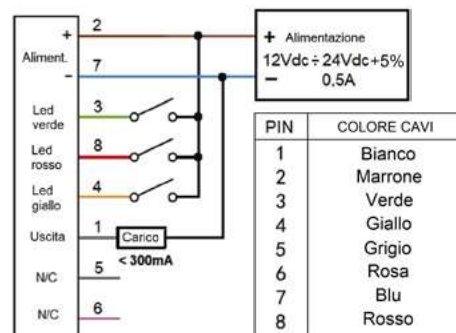 +
Aliment.
−
2
7
Led
verde
3
Led
rosso
8
Led
giallo
4
Uscita
1
Carico
< 300mA
N/C
5
N/C
6
+ Alimentazione
12Vdc ÷ 24Vdc +5%
− 0.5A
PIN COLORE CAVI
1 Bianco
2 Marrone
3 Verde
4 Giallo
5 Grigio
6 Rosa
7 Blu
8 Rosso